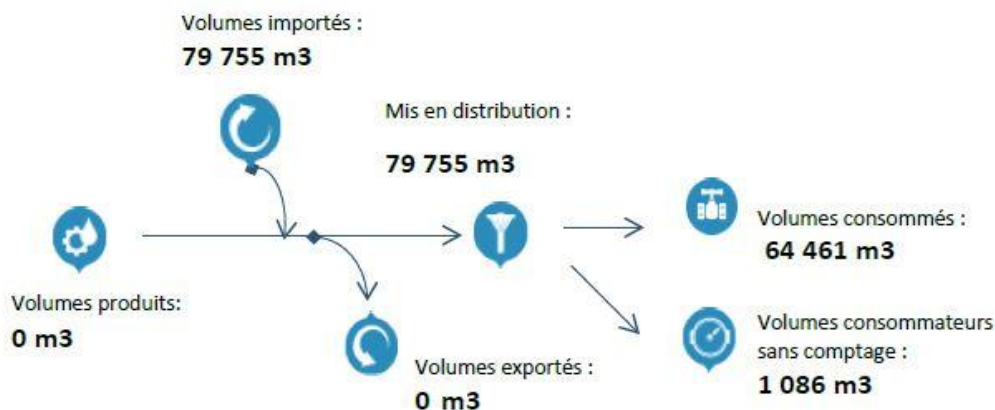 Volumes importés :
79 755 m3
Mis en distribution :
79 755 m3
Volumes consommés :
64 461 m3
Volumes produits:
0 m3
Volumes exportés :
0 m3
Volumes consommateurs
sans comptage :
1 086 m3